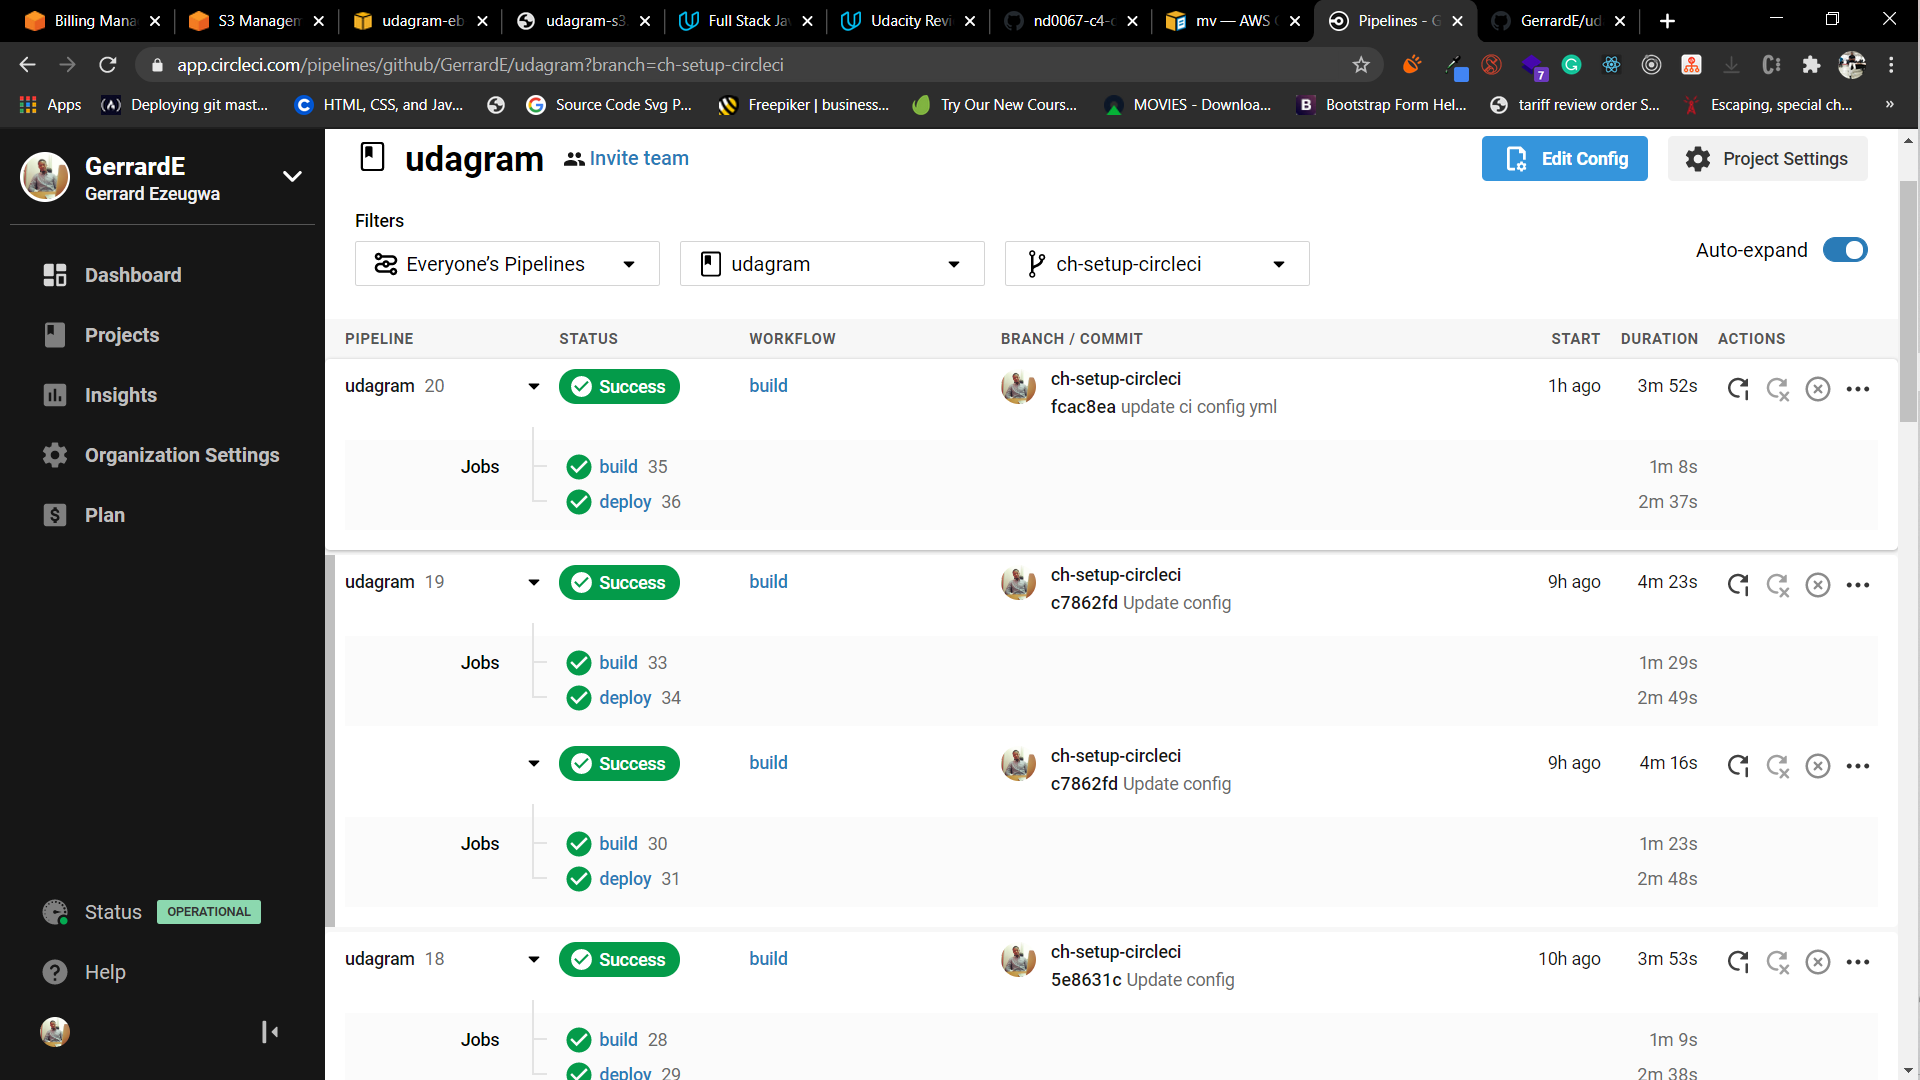 Billing Mana
S3 Managem
udagram-eb
udagram-s3
Full Stack Ja
Udacity Revi
nd0067-c4-
mv — AWS
Pipelines - G
GerrardE/ud
app.circleci.com/pipelines/github/GerrardE/udagram?branch=ch-setup-circleci
7
Apps
Deploying git mast...
HTML, CSS, and Jav...
Source Code Svg P...
Freepiker | business...
Try Our New Cours...
MOVIES - Downloa...
Bootstrap Form Hel...
tariff review order S...
Escaping, special ch...
»
GerrardE
Gerrard Ezeugwa
Dashboard
Projects
Insights
Organization Settings
Plan
Status OPERATIONAL
Help
udagram Invite team
Edit Config
Project Settings
Filters
Everyone’s Pipelines
udagram
ch-setup-circleci
Auto-expand
PIPELINE STATUS WORKFLOW BRANCH / COMMIT START DURATION ACTIONS
udagram 20 Success build ch-setup-circleci 1h ago 3m 52s
fcac8ea update ci config yml
Jobs build 35 1m 8s
deploy 36 2m 37s
udagram 19 Success build ch-setup-circleci 9h ago 4m 23s
c7862fd Update config
Jobs build 33 1m 29s
deploy 34 2m 49s
Success build ch-setup-circleci 9h ago 4m 16s
c7862fd Update config
Jobs build 30 1m 23s
deploy 31 2m 48s
udagram 18 Success build ch-setup-circleci 10h ago 3m 53s
5e8631c Update config
Jobs build 28 1m 9s
deploy 29 2m 38s